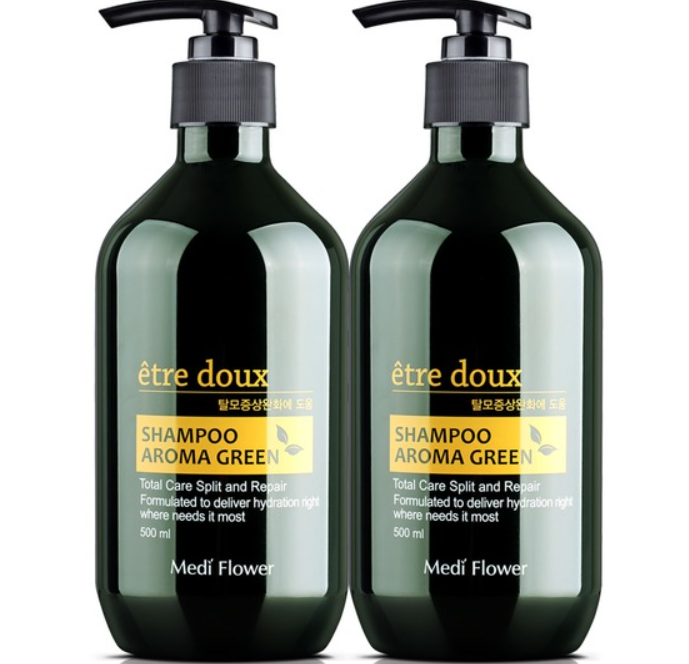 être doux
탈모증상완화에 도움
SHAMPOO
AROMA GREEN
Total Care Split and Repair
Formulated to deliver hydration right
where needs it most
500 ml
Medi Flower
être doux
탈모증상완화에 도움
SHAMPOO
AROMA GREEN
Total Care Split and Repair
Formulated to deliver hydration right
where needs it most
500 ml
Medi Flower